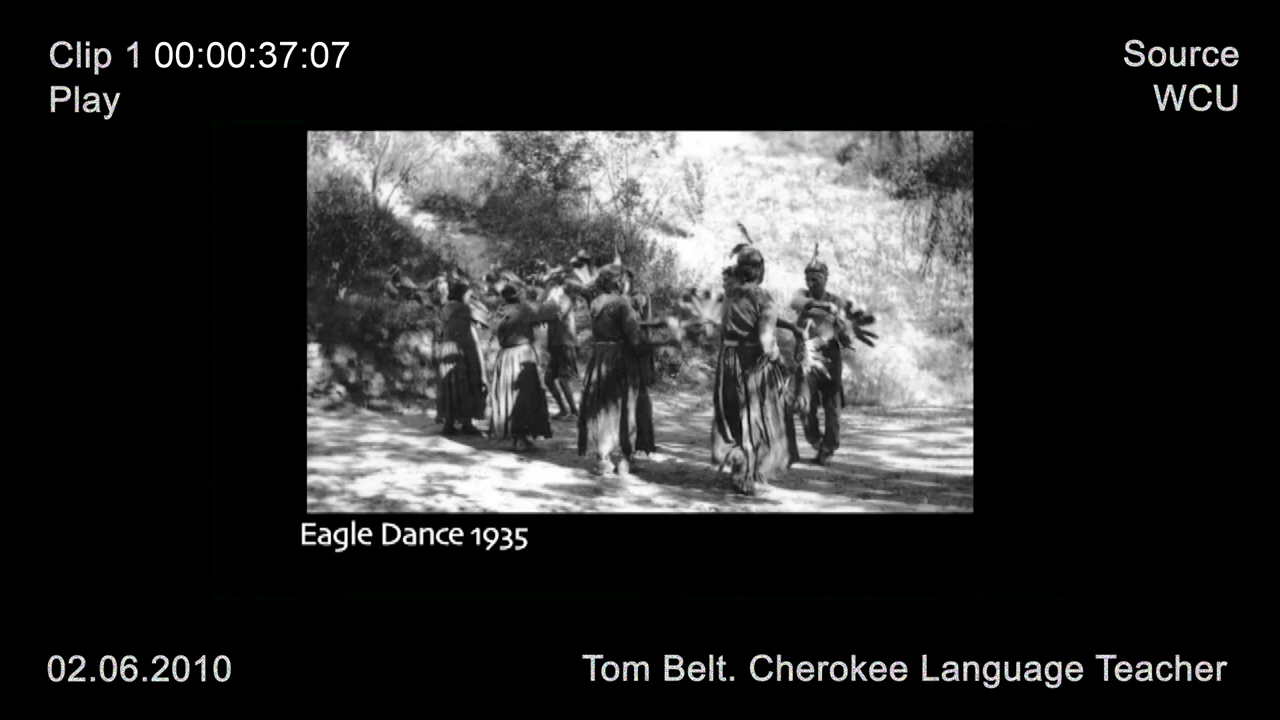 Clip 1 00:00:37:07
Play
Source
WCU
Eagle Dance 1935
02.06.2010
Tom Belt. Cherokee Language Teacher